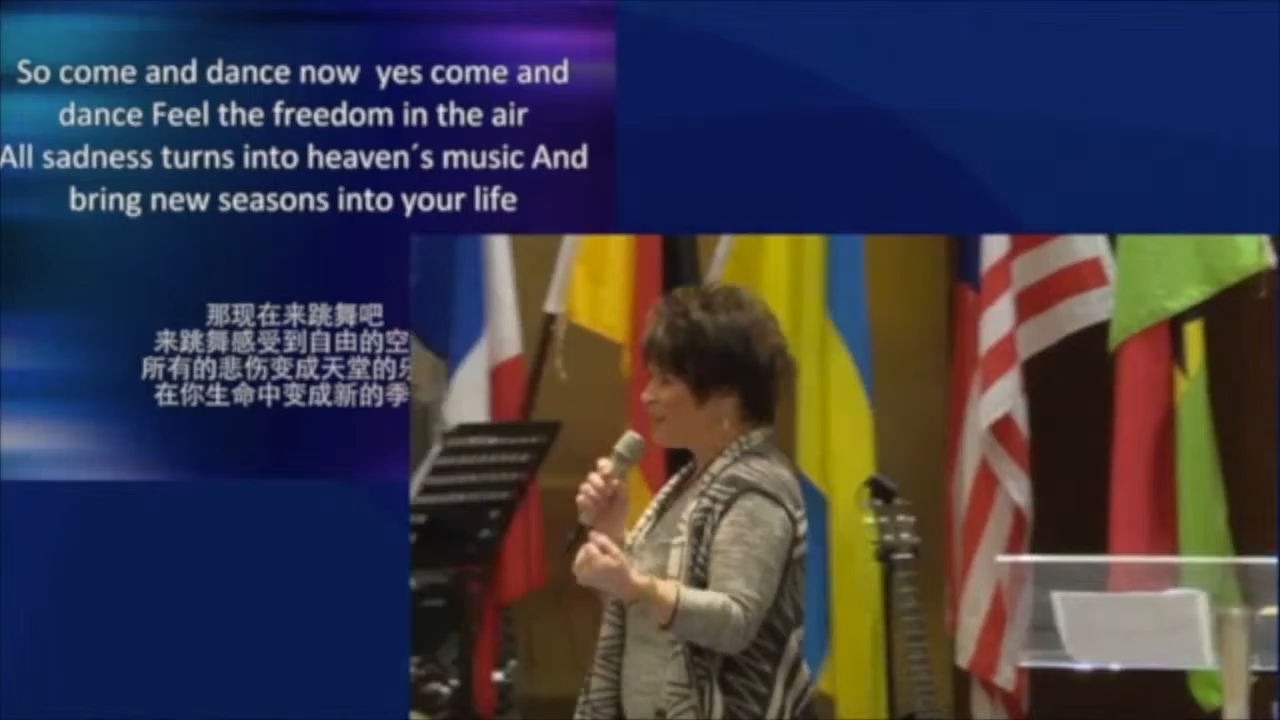 So come and dance now yes come and
dance Feel the freedom in the air
All sadness turns into heaven´s music And
bring new seasons into your life
那现在来跳舞吧
来跳舞感受到自由的空
所有的悲伤变成天堂的乐
在你生命中变成新的季